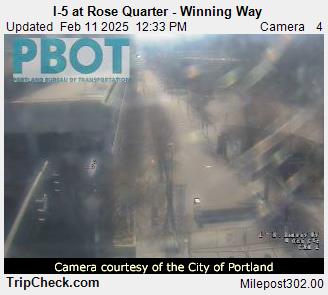 I-5 at Rose Quarter - Winning Way
Updated Feb 11 2025 12:33 PM Camera 4
PBOT
PORTLAND BUREAU OF TRANSPORTATION
Camera courtesy of the City of Portland
TripCheck.com Milepost302.00